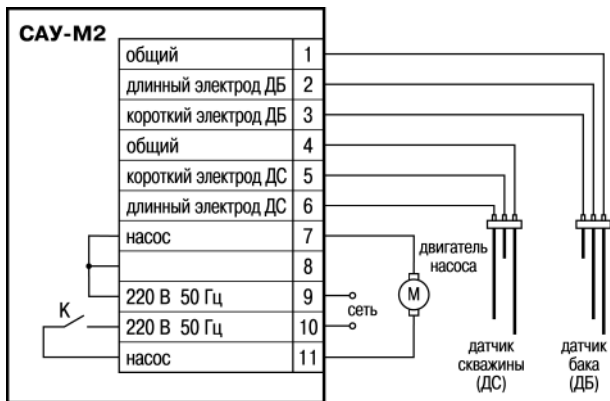 САУ-М2
общий 1
длинный электрод ДБ 2
короткий электрод ДБ 3
общий 4
короткий электрод ДС 5
длинный электрод ДС 6
насос 7
8
220 В 50 Гц 9
220 В 50 Гц 10
насос 11
К
сеть
двигатель
насоса
М
датчик
скважины
(ДС)
датчик
бака
(ДБ)